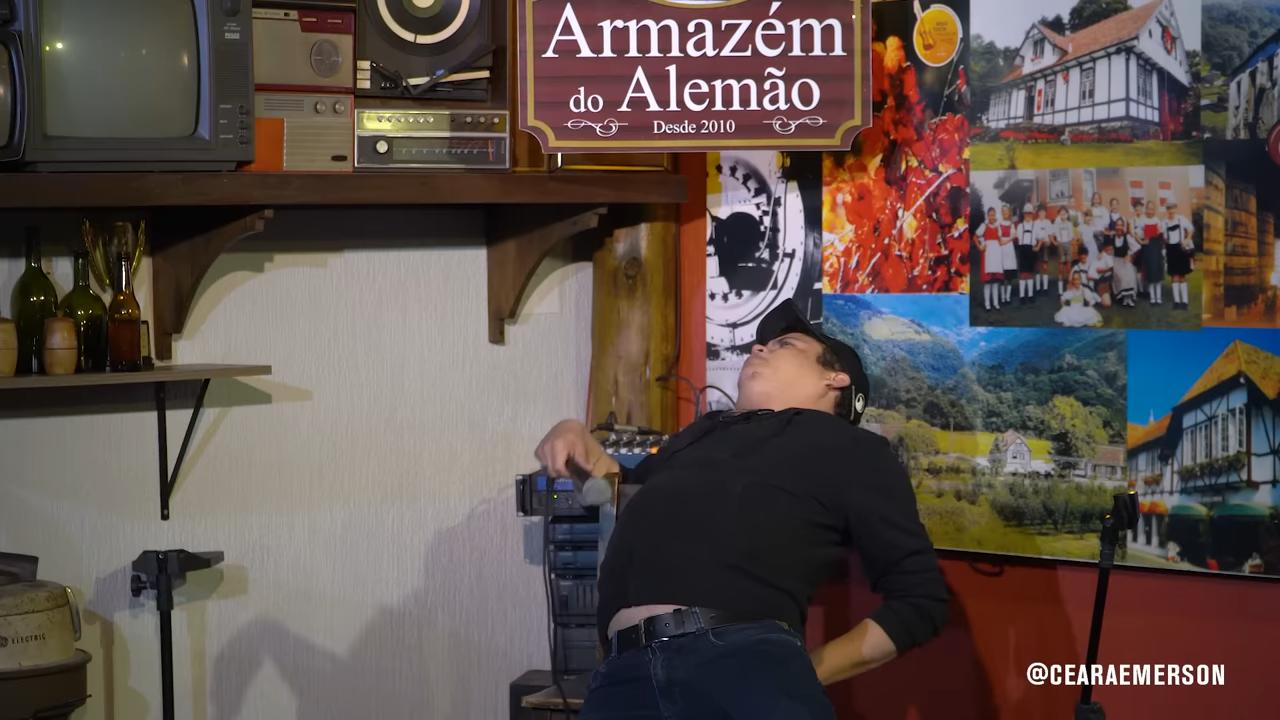 Armazém
do Alemão
Desde 2010
ELECTRIC
@CEARAEMERSON